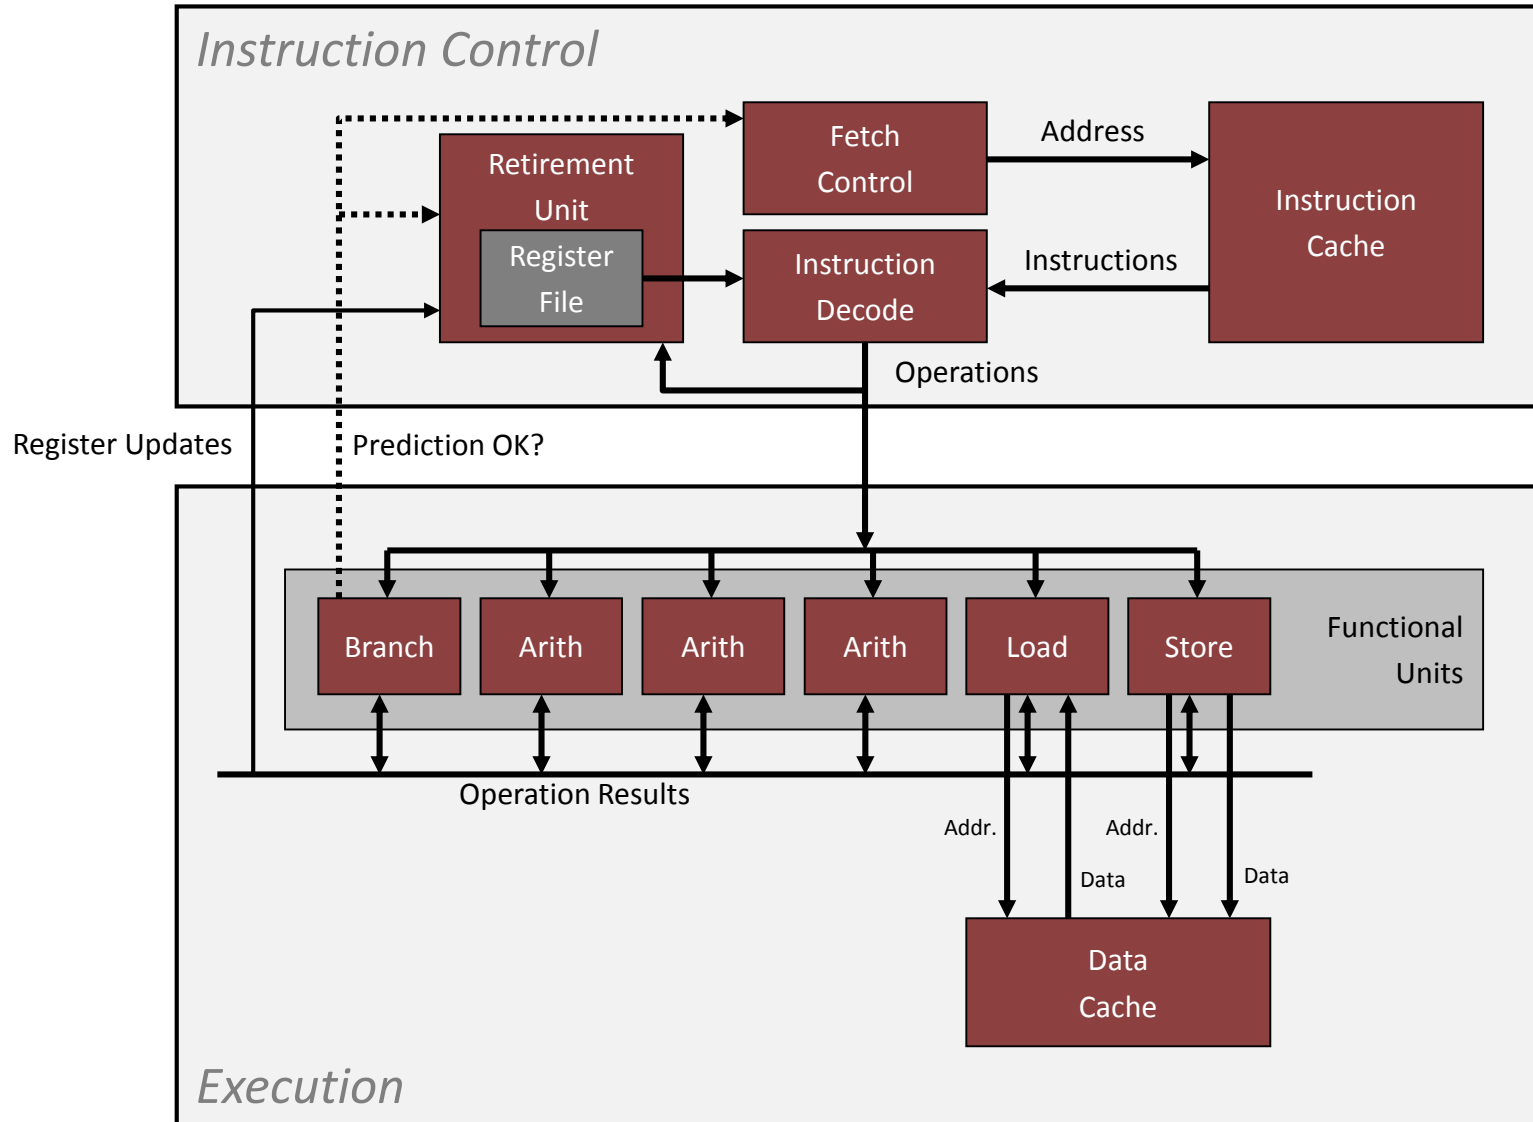 Instruction Control
Retirement
Unit
Register
File
Fetch
Control
Address
Instruction
Cache
Instruction
Decode
Instructions
Operations
Register Updates
Prediction OK?
Branch
Arith
Arith
Arith
Load
Store
Functional
Units
Operation Results
Addr.
Addr.
Data
Data
Data
Cache
Execution